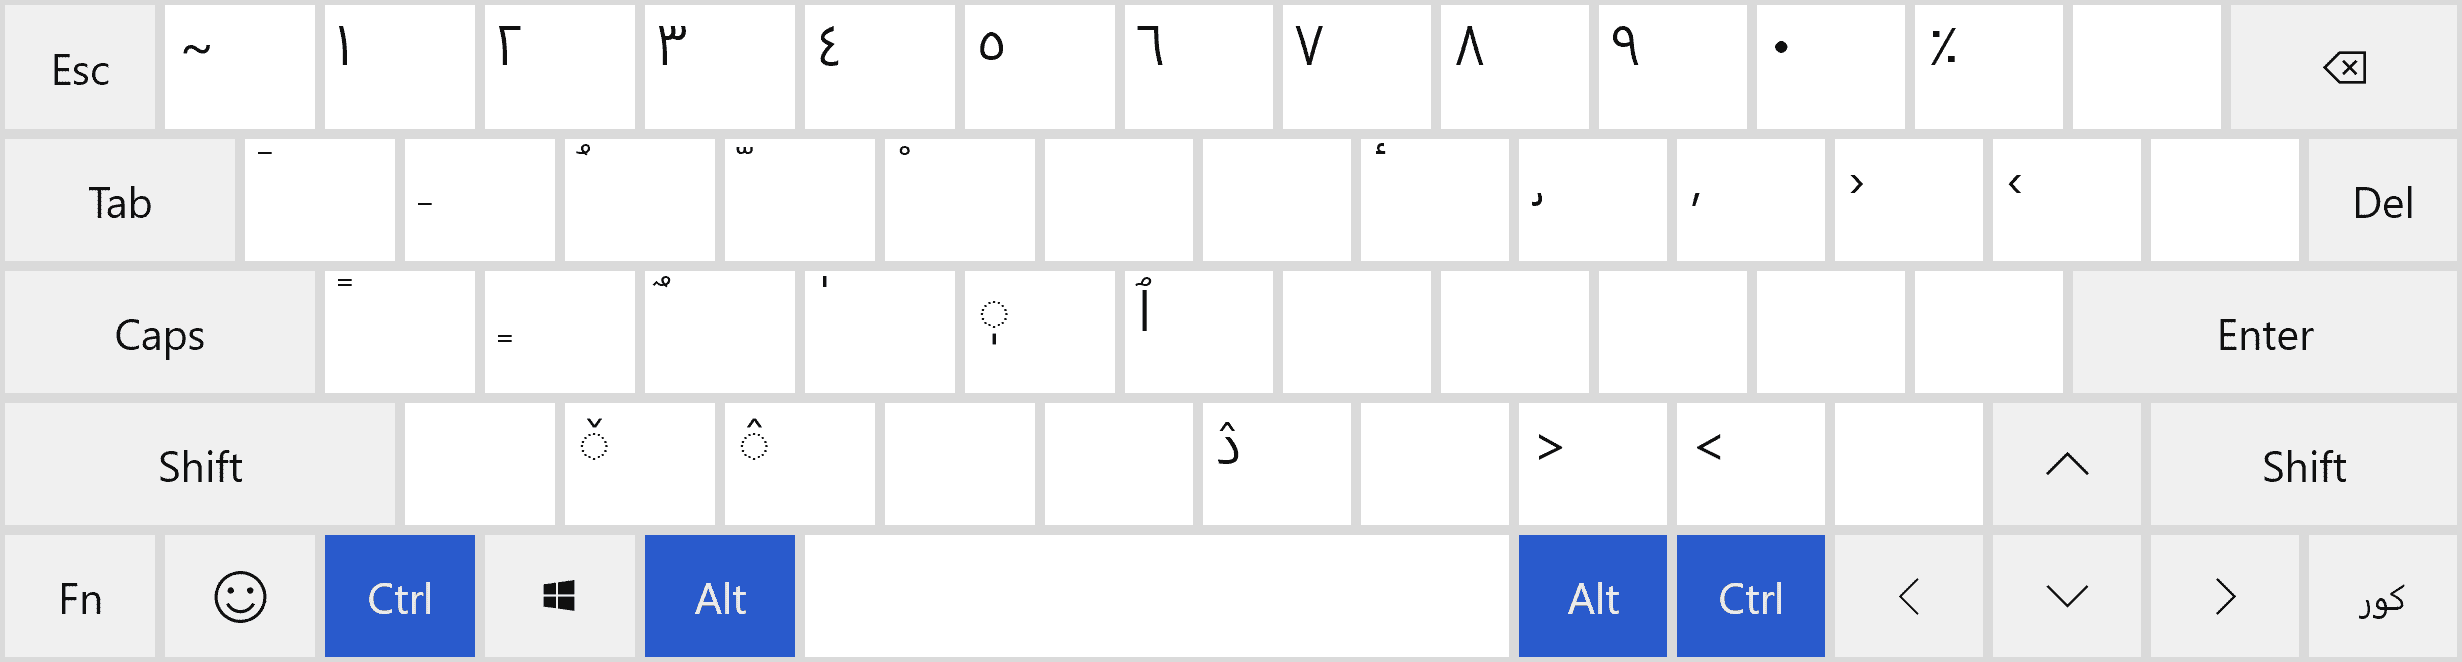 Esc ~ ١ ٢ ٣ ٤ ٥ ٦ ٧ ٨ ٩ ٠ ٪
Tab َ ِ ُ ّ ْ ٔ ٫ ٬ › ‹ Del
Caps ً ٍ ٌ ٰ ◌ٖ ٱ Enter
Shift ◌ٚ ◌ٛ ۮ > < Shift
Fn Ctrl Alt Alt Ctrl کور